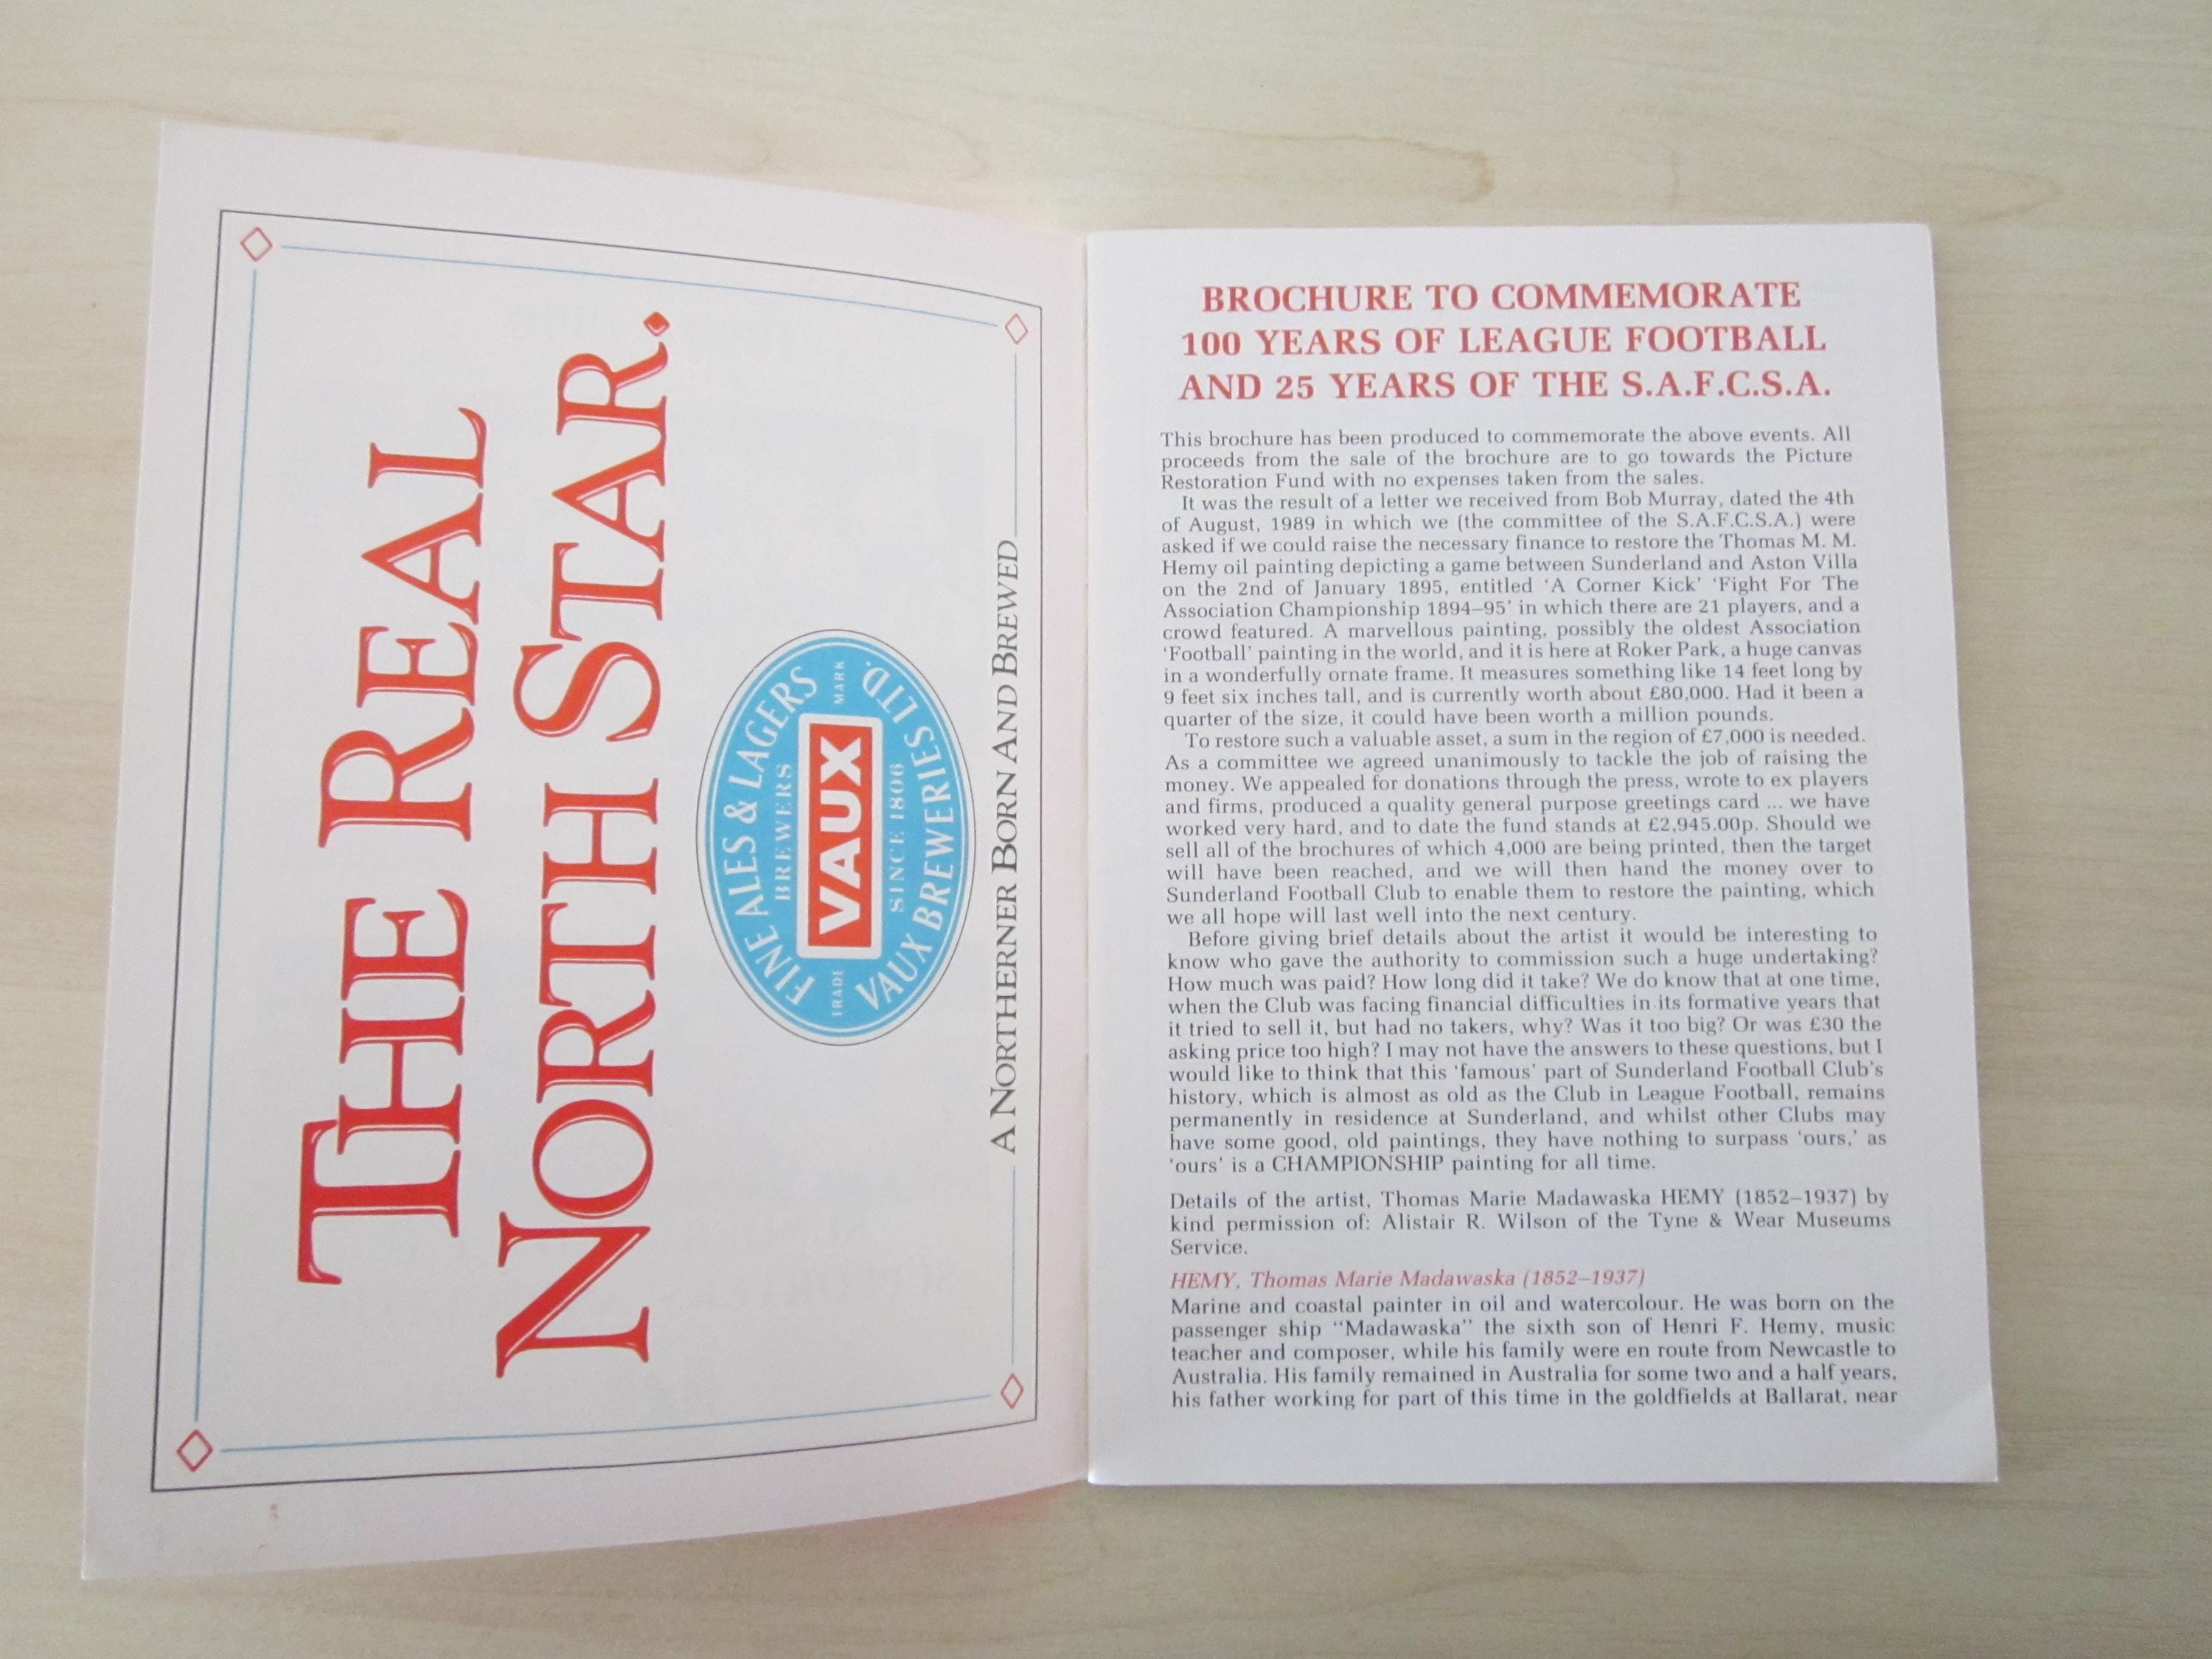 THE REAL
NORTH STAR.
FINE ALES & LAGERS
BREWERS
TRADE VAUX MARK
SINCE 1806
VAUX BREWERIES LTD.
A NORTHERNER BORN AND BREWED
BROCHURE TO COMMEMORATE
100 YEARS OF LEAGUE FOOTBALL
AND 25 YEARS OF THE S.A.F.C.S.A.
This brochure has been produced to commemorate the above events. All
proceeds from the sale of the brochure are to go towards the Picture
Restoration Fund with no expenses taken from the sales.
It was the result of a letter we received from Bob Murray, dated the 4th
of August, 1989 in which we (the committee of the S.A.F.C.S.A.) were
asked if we could raise the necessary finance to restore the Thomas M. M.
Hemy oil painting depicting a game between Sunderland and Aston Villa
on the 2nd of January 1895, entitled ‘A Corner Kick’ ‘Fight For The
Association Championship 1894–95’ in which there are 21 players, and a
crowd featured. A marvellous painting, possibly the oldest Association
‘Football’ painting in the world, and it is here at Roker Park, a huge canvas
in a wonderfully ornate frame. It measures something like 14 feet long by
9 feet six inches tall, and is currently worth about £80,000. Had it been a
quarter of the size, it could have been worth a million pounds.
To restore such a valuable asset, a sum in the region of £7,000 is needed.
As a committee we agreed unanimously to tackle the job of raising the
money. We appealed for donations through the press, wrote to ex players
and firms, produced a quality general purpose greetings card ... we have
worked very hard, and to date the fund stands at £2,945.00p. Should we
sell all of the brochures of which 4,000 are being printed, then the target
will have been reached, and we will then hand the money over to
Sunderland Football Club to enable them to restore the painting, which
we all hope will last well into the next century.
Before giving brief details about the artist it would be interesting to
know who gave the authority to commission such a huge undertaking?
How much was paid? How long did it take? We do know that at one time,
when the Club was facing financial difficulties in its formative years that
it tried to sell it, but had no takers, why? Was it too big? Or was £30 the
asking price too high? I may not have the answers to these questions, but I
would like to think that this ‘famous’ part of Sunderland Football Club’s
history, which is almost as old as the Club in League Football, remains
permanently in residence at Sunderland, and whilst other Clubs may
have some good, old paintings, they have nothing to surpass ‘ours,’ as
‘ours’ is a CHAMPIONSHIP painting for all time.
Details of the artist, Thomas Marie Madawaska HEMY (1852–1937) by
kind permission of: Alistair R. Wilson of the Tyne & Wear Museums
Service.
HEMY, Thomas Marie Madawaska (1852–1937)
Marine and coastal painter in oil and watercolour. He was born on the
passenger ship “Madawaska” the sixth son of Henri F. Hemy, music
teacher and composer, while his family were en route from Newcastle to
Australia. His family remained in Australia for some two and a half years,
his father working for part of this time in the goldfields at Ballarat, near